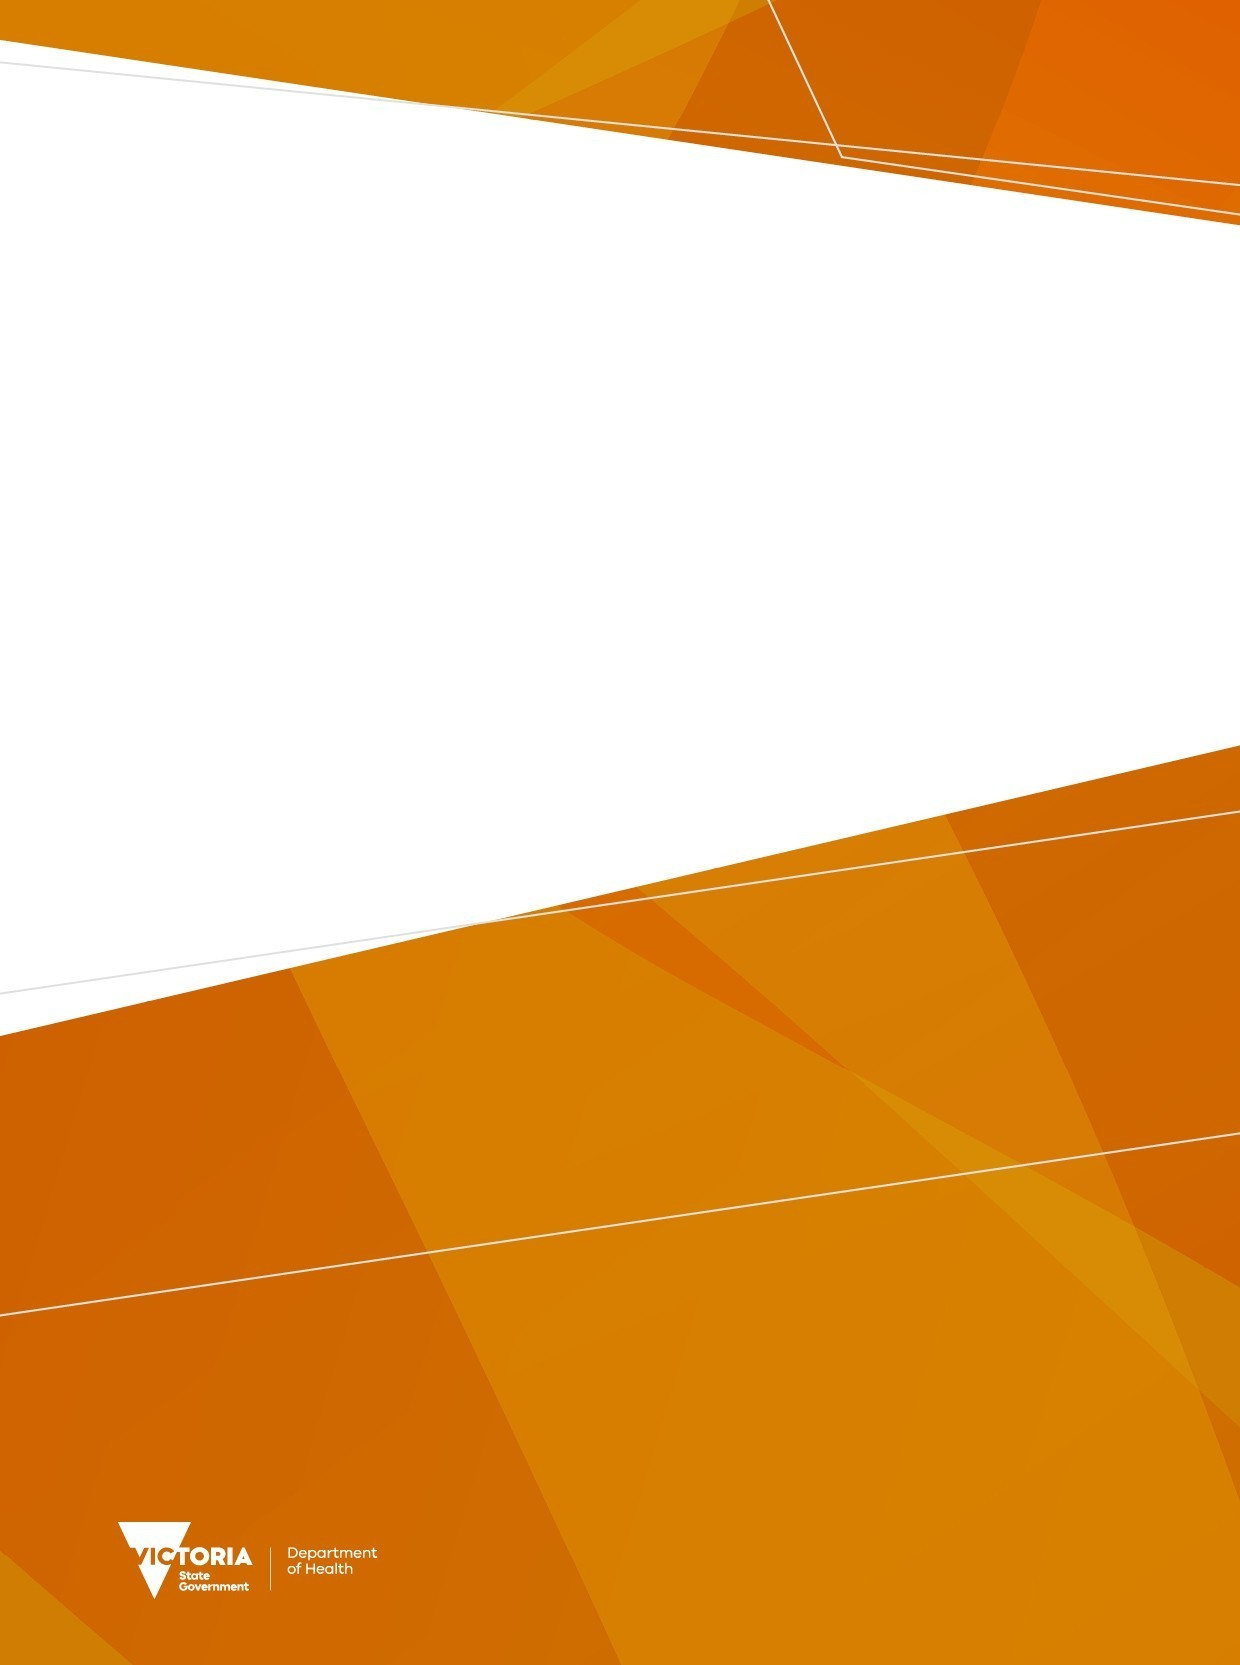 VICTORIA
State
Government
Department
of Health